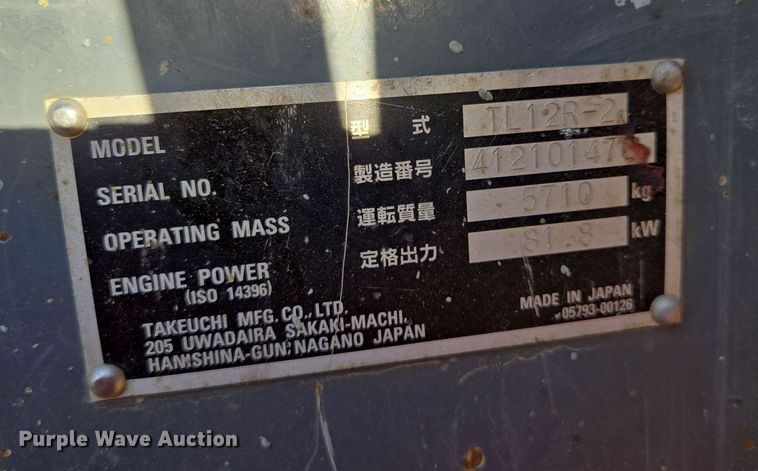 MODEL 型式 TL12R-2
SERIAL NO. 製造番号
OPERATING MASS 運転質量 5710 kg
ENGINE POWER 定格出力 81.8 kW
(ISO 14396)
TAKEUCHI MFG. CO., LTD.
205 UWADAIRA SAKAKI-MACHI,
HANISHINA-GUN, NAGANO JAPAN
MADE IN JAPAN
05793-00126
Purple Wave Auction